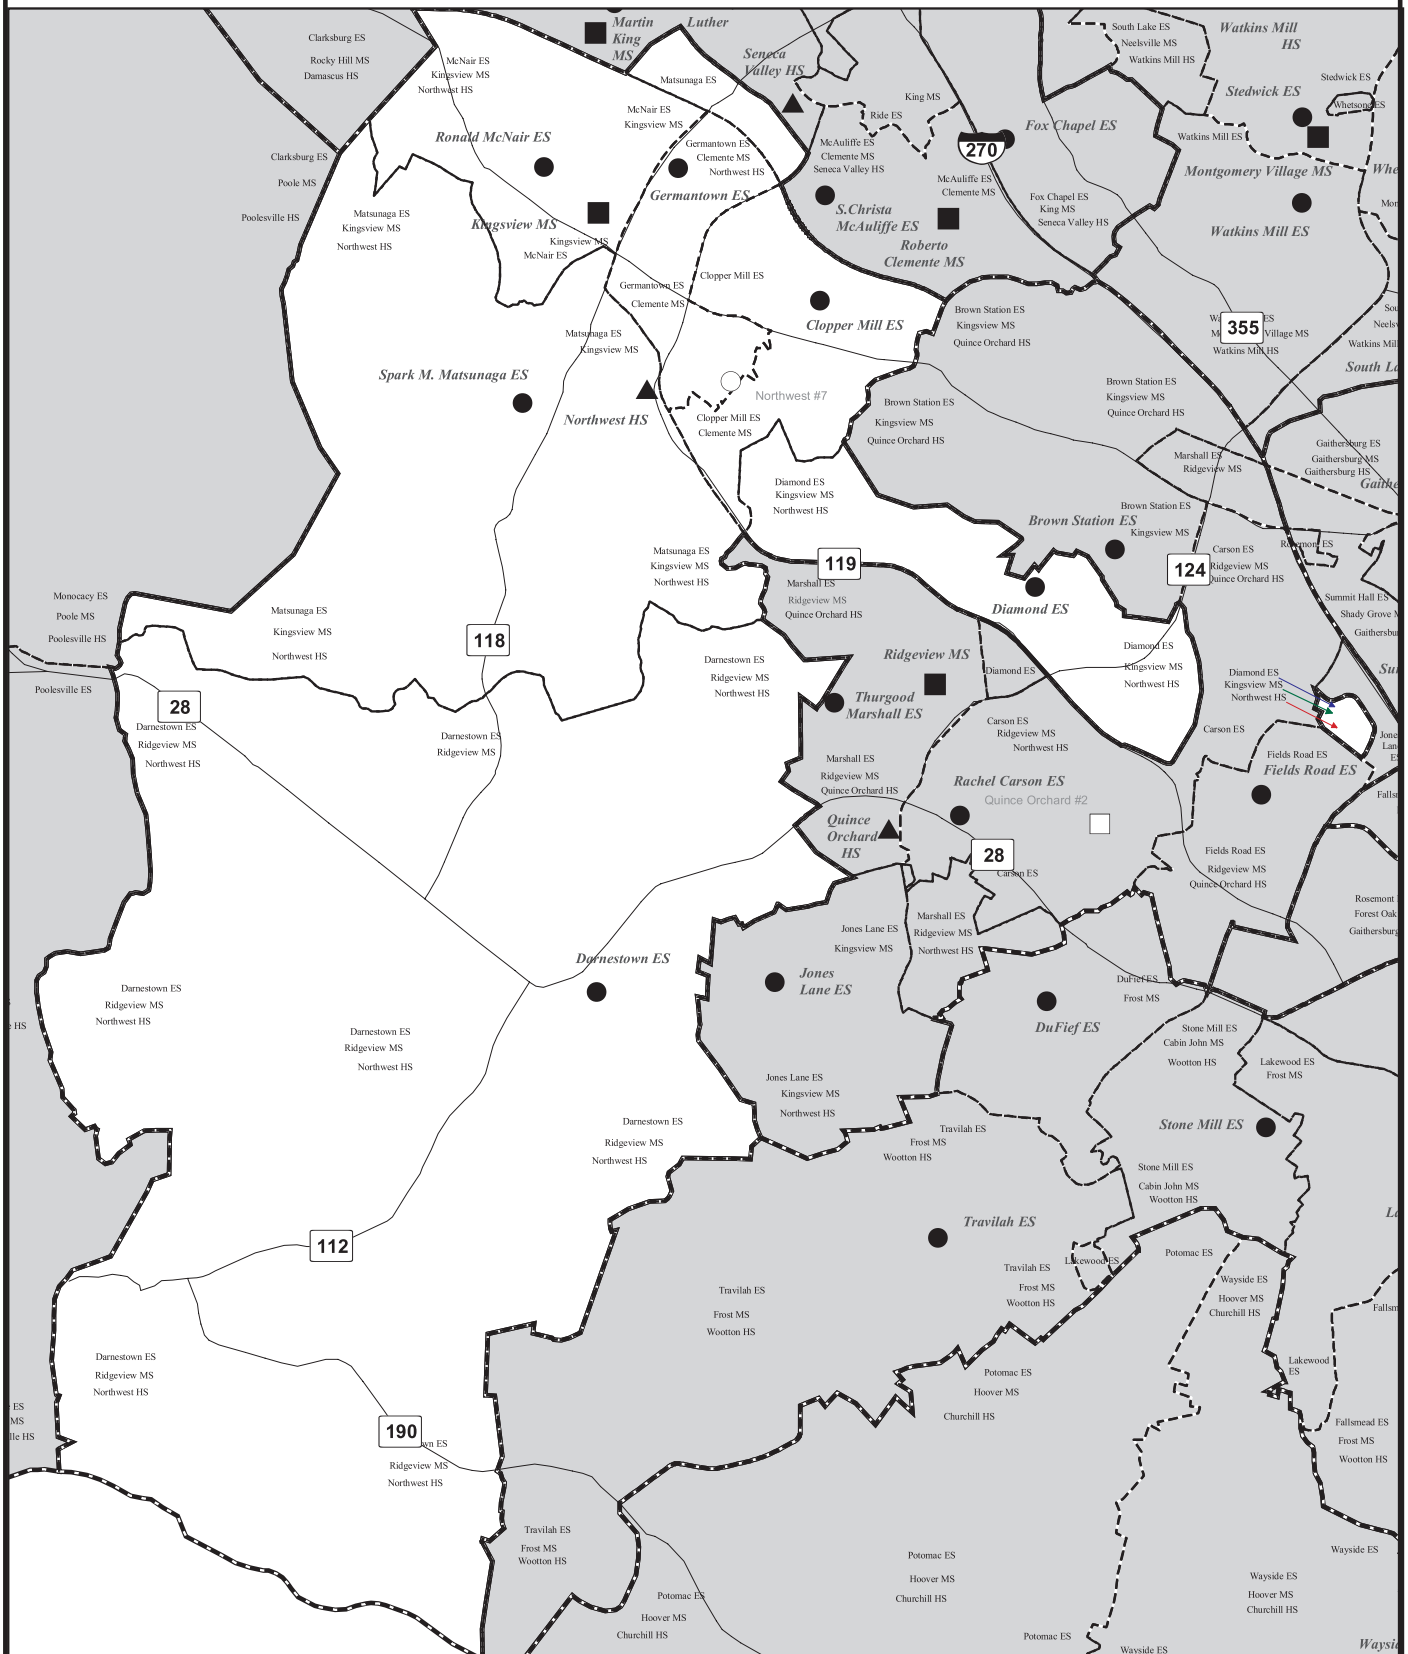 Martin Luther
King
MS
Clarksburg ES
Rocky Hill MS
Damascus HS
McNair ES
Kingsview MS
Northwest HS
Matsunaga ES
Seneca
Valley HS
South Lake ES
Neelsville MS
Watkins Mill HS
Watkins Mill
HS
Stedwick ES
Stedwick ES
Whetsone ES
King MS
Ride ES
Fox Chapel ES
Watkins Mill ES
McNair ES
Kingsview MS
Ronald McNair ES
270
Germantown ES
Clemente MS
Northwest HS
McAuliffe ES
Clemente MS
Seneca Valley HS
Clarksburg ES
Poole MS
Poolesville HS
Montgomery Village MS
McAuliffe ES
Clemente MS
Germantown ES
Fox Chapel ES
King MS
Seneca Valley HS
Matsunaga ES
Kingsview MS
Northwest HS
Kingsview MS
S.Christa
McAuliffe ES
Watkins Mill ES
Kingsview MS
McNair ES
Roberto
Clemente MS
Clopper Mill ES
Germantown ES
Clemente MS
Clopper Mill ES
Brown Station ES
Kingsview MS
Quince Orchard HS
355
Village MS
Watkins Mill HS
Matsunaga ES
Kingsview MS
Spark M. Matsunaga ES
Northwest #7
Northwest HS
Clopper Mill ES
Clemente MS
Brown Station ES
Kingsview MS
Quince Orchard HS
Brown Station ES
Kingsview MS
Quince Orchard HS
Gaithersburg ES
Gaithersburg MS
Gaithersburg HS
Marshall ES
Ridgeview MS
Diamond ES
Kingsview MS
Northwest HS
Brown Station ES
Kingsview MS
Brown Station ES
Matsunaga ES
Kingsview MS
Northwest HS
119
124
Carson ES
Ridgeview MS
Quince Orchard HS
Rosemont ES
Marshall ES
Ridgeview MS
Quince Orchard HS
Diamond ES
Summit Hill ES
Shady Grove
Monocacy ES
Poole MS
Poolesville HS
Matsunaga ES
Kingsview MS
Northwest HS
118
Poolesville ES
28
Darnestown ES
Ridgeview MS
Northwest HS
Darnestown ES
Ridgeview MS
Darnestown ES
Ridgeview MS
Northwest HS
Ridgeview MS
Diamond ES
Diamond ES
Kingsview MS
Northwest HS
Diamond ES
Kingsview MS
Northwest HS
Thurgood
Marshall ES
Carson ES
Ridgeview MS
Northwest HS
Carson ES
Fields Road ES
Fields Road ES
Marshall ES
Ridgeview MS
Quince Orchard HS
Rachel Carson ES
Quince Orchard #2
Quince
Orchard
HS
28
Carson ES
Fields Road ES
Ridgeview MS
Quince Orchard HS
Rosemont
Forest Oak
Gaithersburg
Jones Lane ES
Kingsview MS
Marshall ES
Ridgeview MS
Northwest HS
Darnestown ES
Jones
Lane ES
DuFief ES
Frost MS
DuFief ES
Darnestown ES
Ridgeview MS
Northwest HS
Darnestown ES
Ridgeview MS
Northwest HS
Stone Mill ES
Cabin John MS
Wootton HS
Lakewood ES
Frost MS
Jones Lane ES
Kingsview MS
Northwest HS
Darnestown ES
Ridgeview MS
Northwest HS
Travilah ES
Frost MS
Wootton HS
Stone Mill ES
Stone Mill ES
Cabin John MS
Wootton HS
Travilah ES
112
Travilah ES
Frost MS
Wootton HS
Travilah ES
Frost MS
Wootton HS
Lakewood ES
Potomac ES
Wayside ES
Hoover MS
Churchill HS
Darnestown ES
Ridgeview MS
Northwest HS
Lakewood
ES
Potomac ES
Hoover MS
Churchill HS
190
Ridgeview MS
Northwest HS
Fallsmead ES
Frost MS
Wootton HS
Travilah ES
Frost MS
Wootton HS
Potomac ES
Hoover MS
Churchill HS
Wayside ES
Wayside ES
Hoover MS
Churchill HS
Potomac ES
Hoover MS
Churchill HS
Potomac ES
Wayside ES